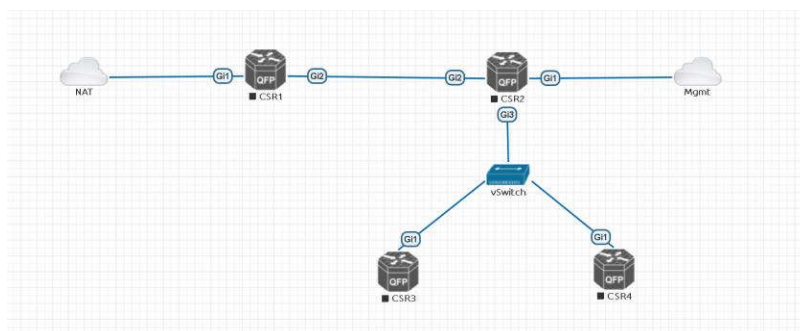 NAT
Gi1
QFP
CSR1
Gi2
Gi2
QFP
CSR2
Gi1
Mgmt
Gi3
vSwitch
Gi1
QFP
CSR3
Gi1
QFP
CSR4